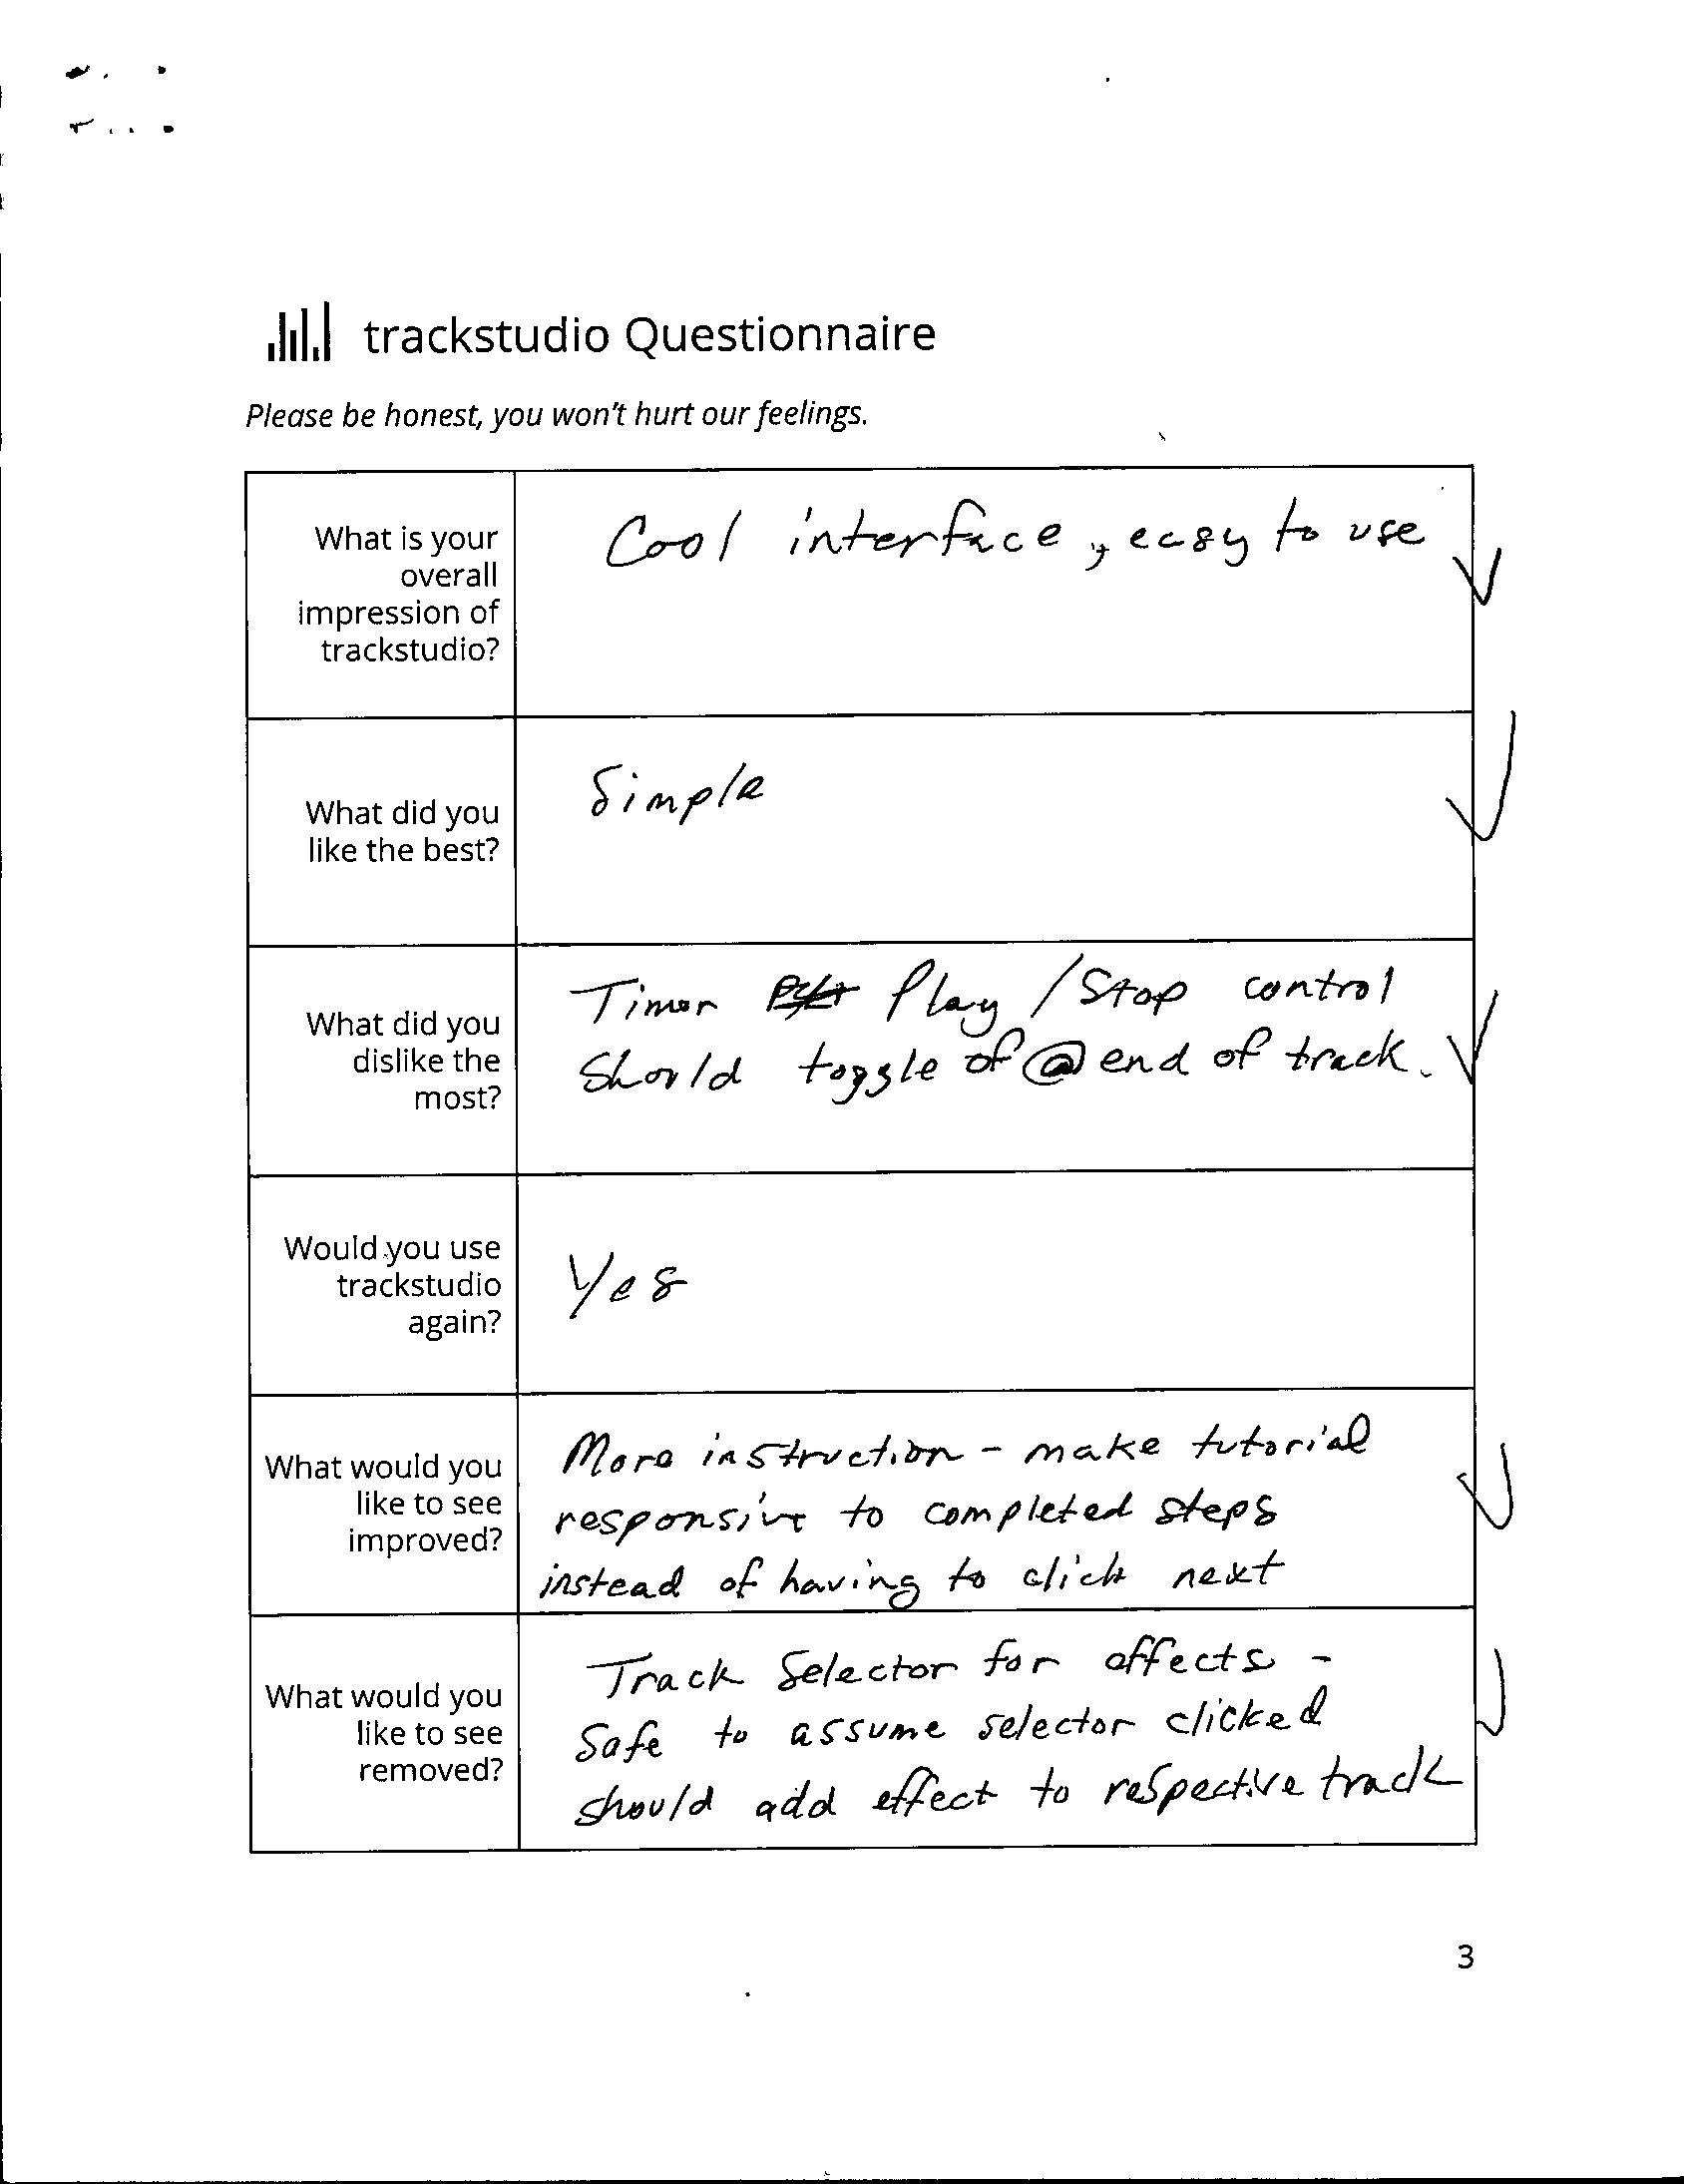 trackstudio Questionnaire
Please be honest, you won't hurt our feelings.
What is your
overall
impression of
trackstudio?
Cool interface, easy to use
What did you
like the best?
Simple
What did you
dislike the
most?
Timer Play / Stop control
Should toggle of @ end of track.
Would you use
trackstudio
again?
Yes
What would you
like to see
improved?
More instruction - make tutorial
responsive to completed steps
instead of having to click next
What would you
like to see
removed?
Track Selector for effects -
Safe to assume selector clicked
should add effect to respective track
3